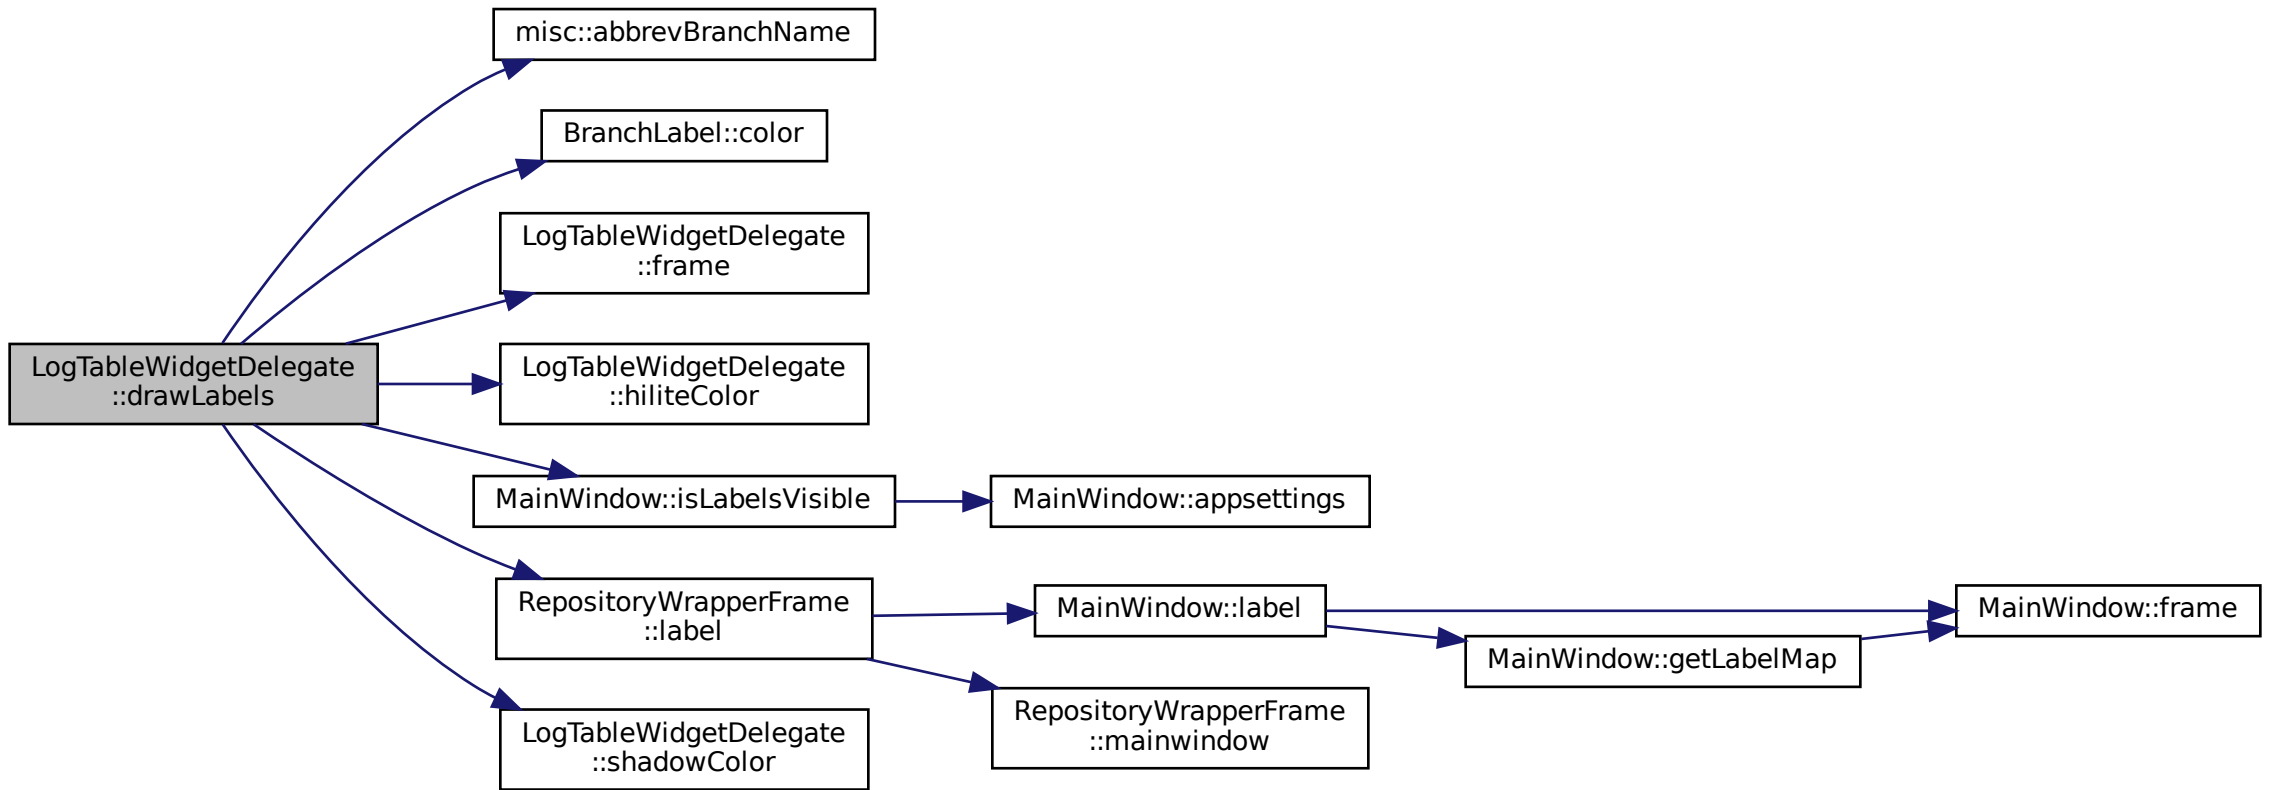 misc::abbrevBranchName
BranchLabel::color
LogTableWidgetDelegate
::frame
LogTableWidgetDelegate
::drawLabels
LogTableWidgetDelegate
::hiliteColor
MainWindow::isLabelsVisible
MainWindow::appsettings
RepositoryWrapperFrame
::label
MainWindow::label
MainWindow::frame
MainWindow::getLabelMap
RepositoryWrapperFrame
::mainwindow
LogTableWidgetDelegate
::shadowColor